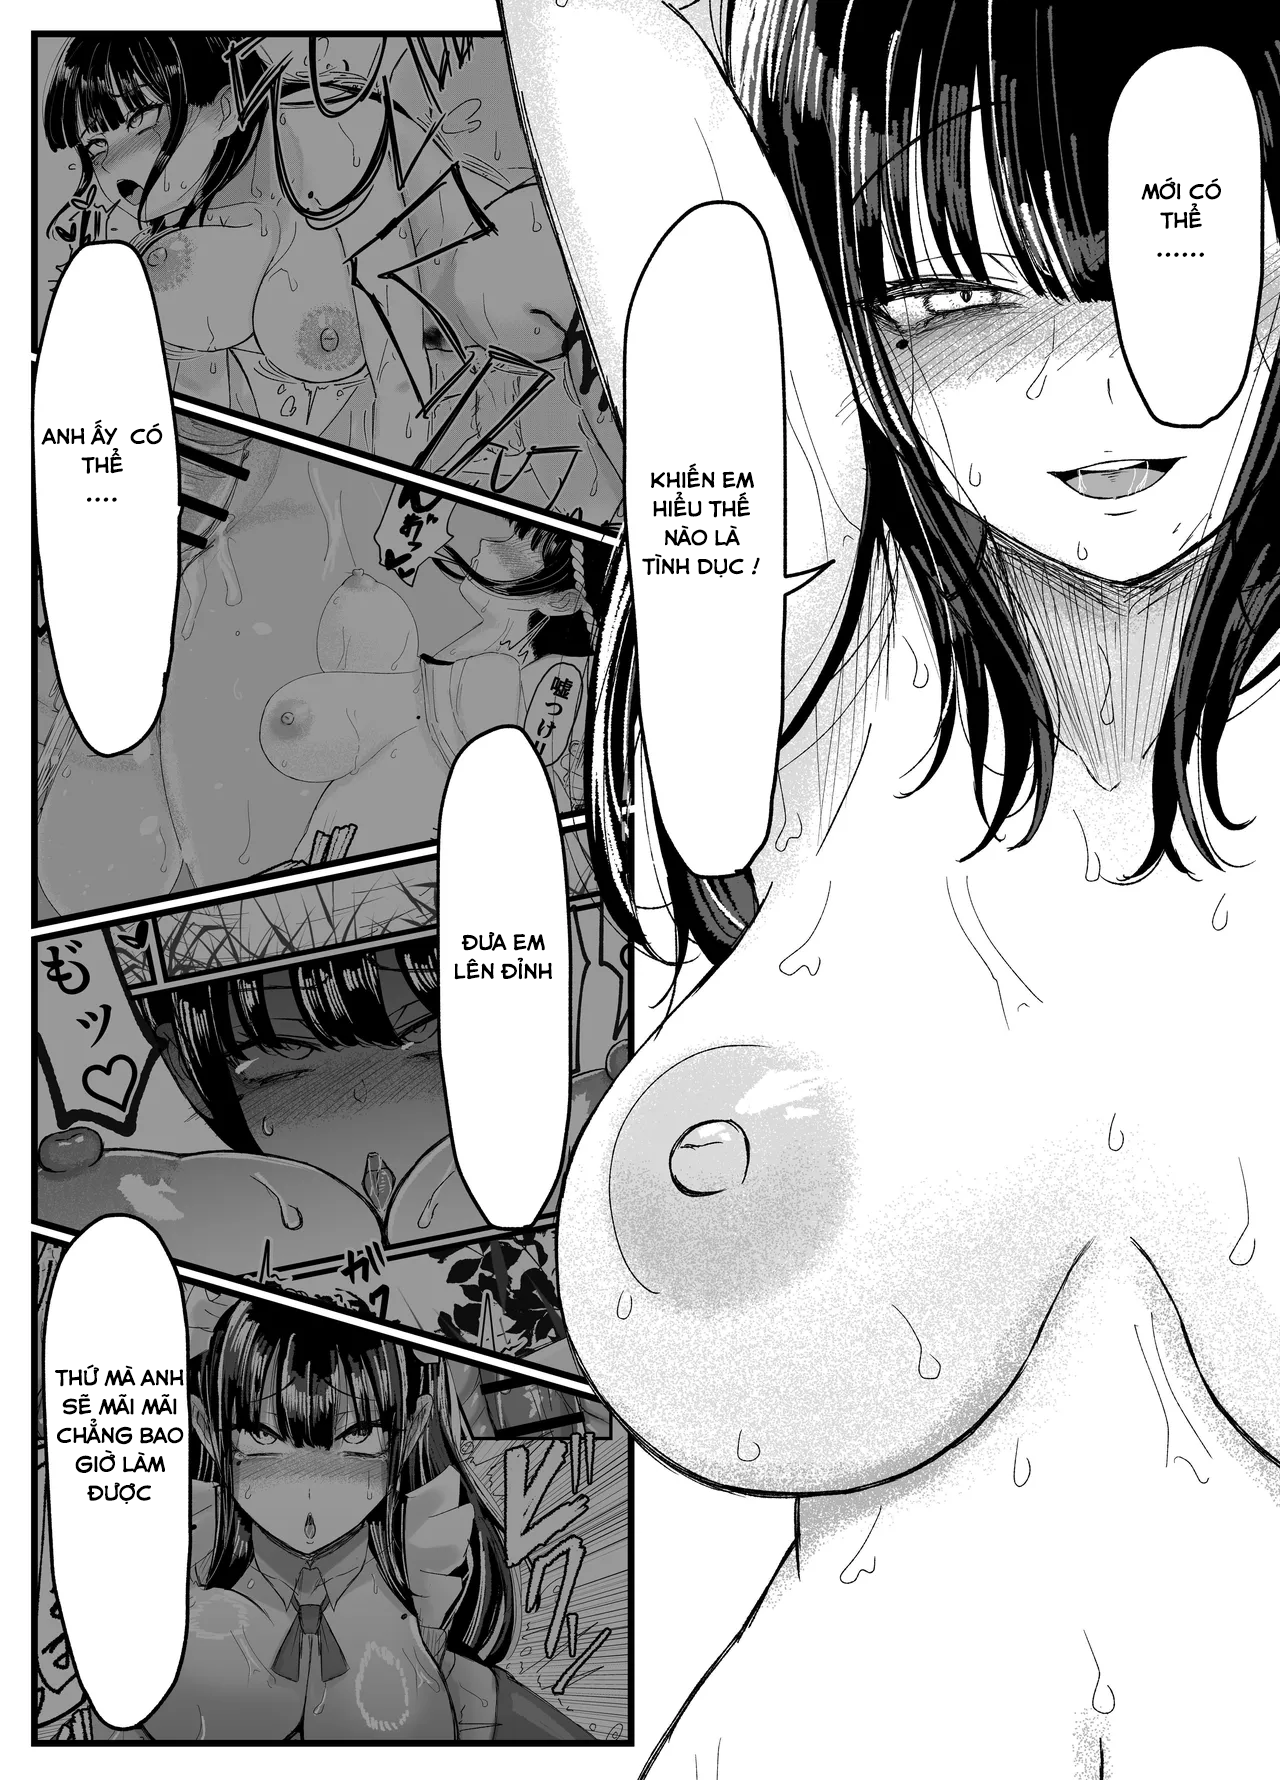 MỚI CÓ
THỂ
......
KHIẾN EM
HIỂU THẾ
NÀO LÀ
TÌNH DỤC !
ANH ẤY CÓ
THỂ
....
嘘つけ!!
ĐƯA EM
LÊN ĐỈNH
THỨ MÀ ANH
SẼ MÃI MÃI
CHẲNG BAO
GIỜ LÀM
ĐƯỢC